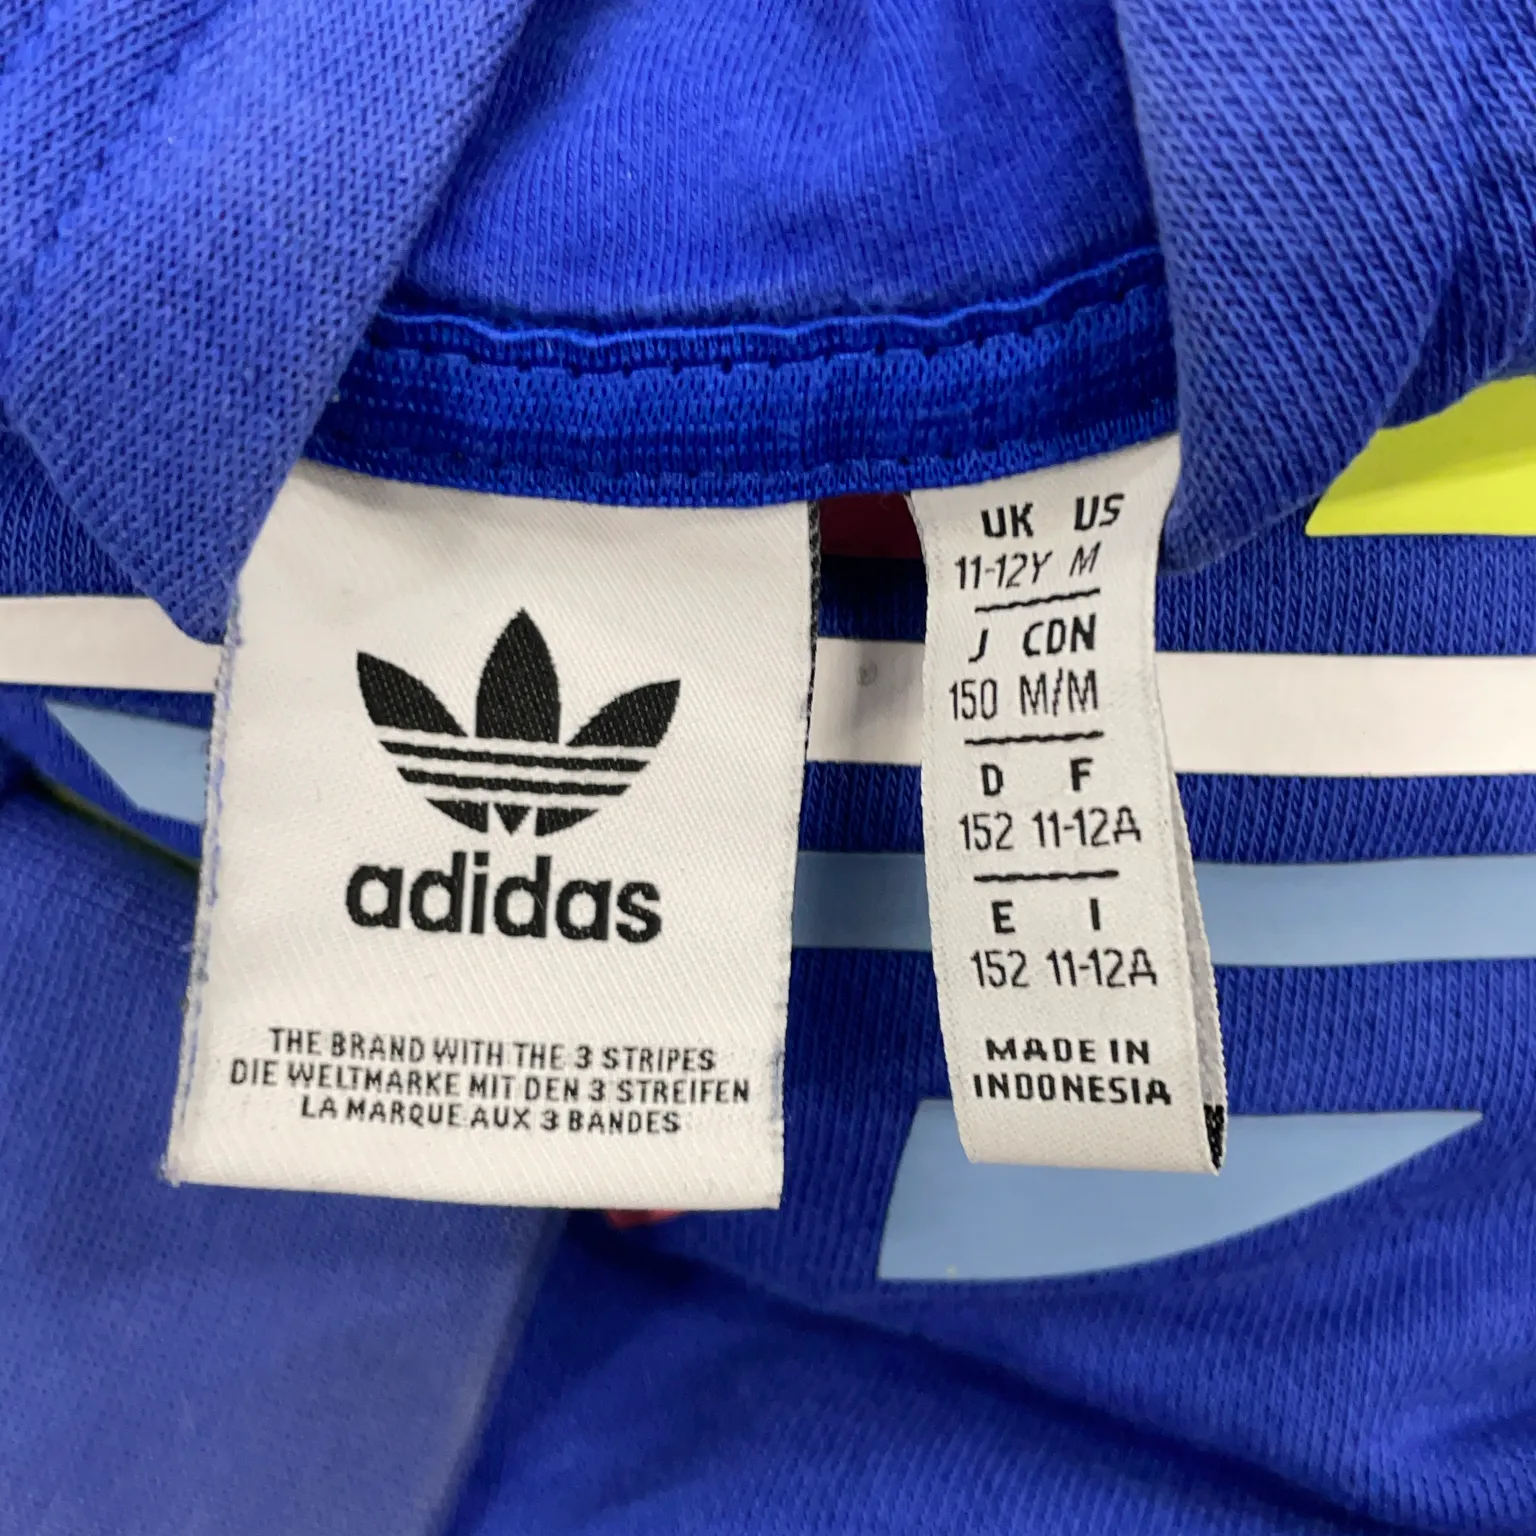 adidas
THE BRAND WITH THE 3 STRIPES
DIE WELTMARKE MIT DEN 3 STREIFEN
LA MARQUE AUX 3 BANDES
UK US
11-12Y M
J CDN
150 M/M
D F
152 11-12A
E I
152 11-12A
MADE IN
INDONESIA